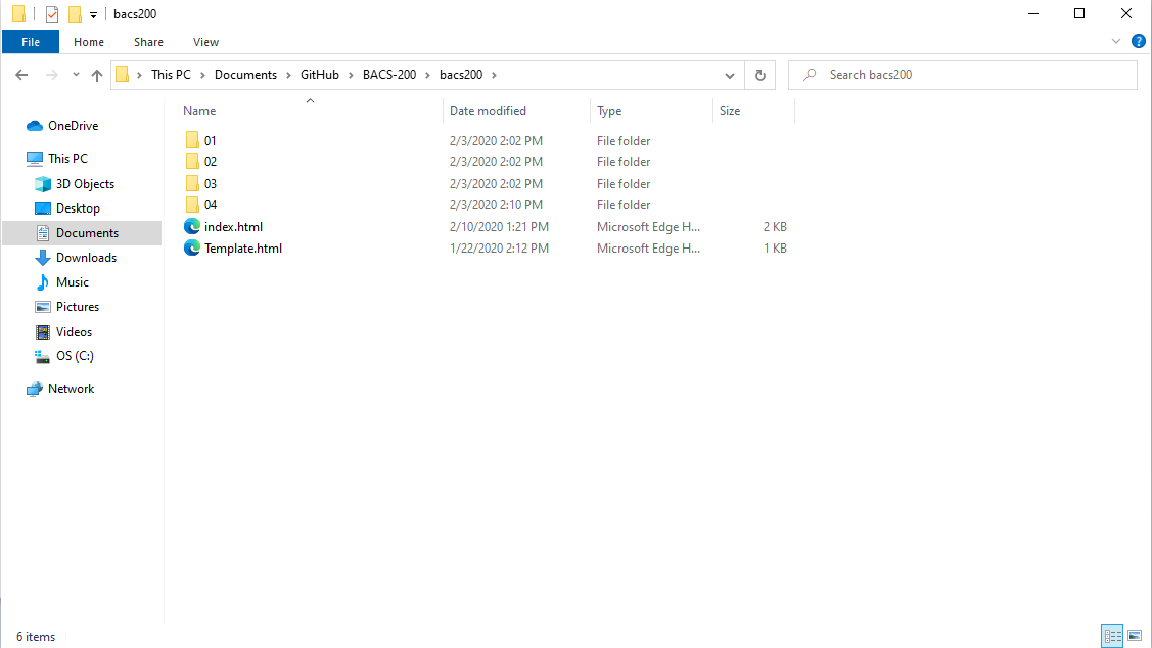 bacs200
File Home Share View
This PC Documents GitHub BACS-200 bacs200 Search bacs200
Name Date modified Type Size
OneDrive
This PC
3D Objects
Desktop
Documents
Downloads
Music
Pictures
Videos
OS (C:)
Network
01 2/3/2020 2:02 PM File folder
02 2/3/2020 2:02 PM File folder
03 2/3/2020 2:02 PM File folder
04 2/3/2020 2:10 PM File folder
index.html 2/10/2020 1:21 PM Microsoft Edge H... 2 KB
Template.html 1/22/2020 2:12 PM Microsoft Edge H... 1 KB
6 items